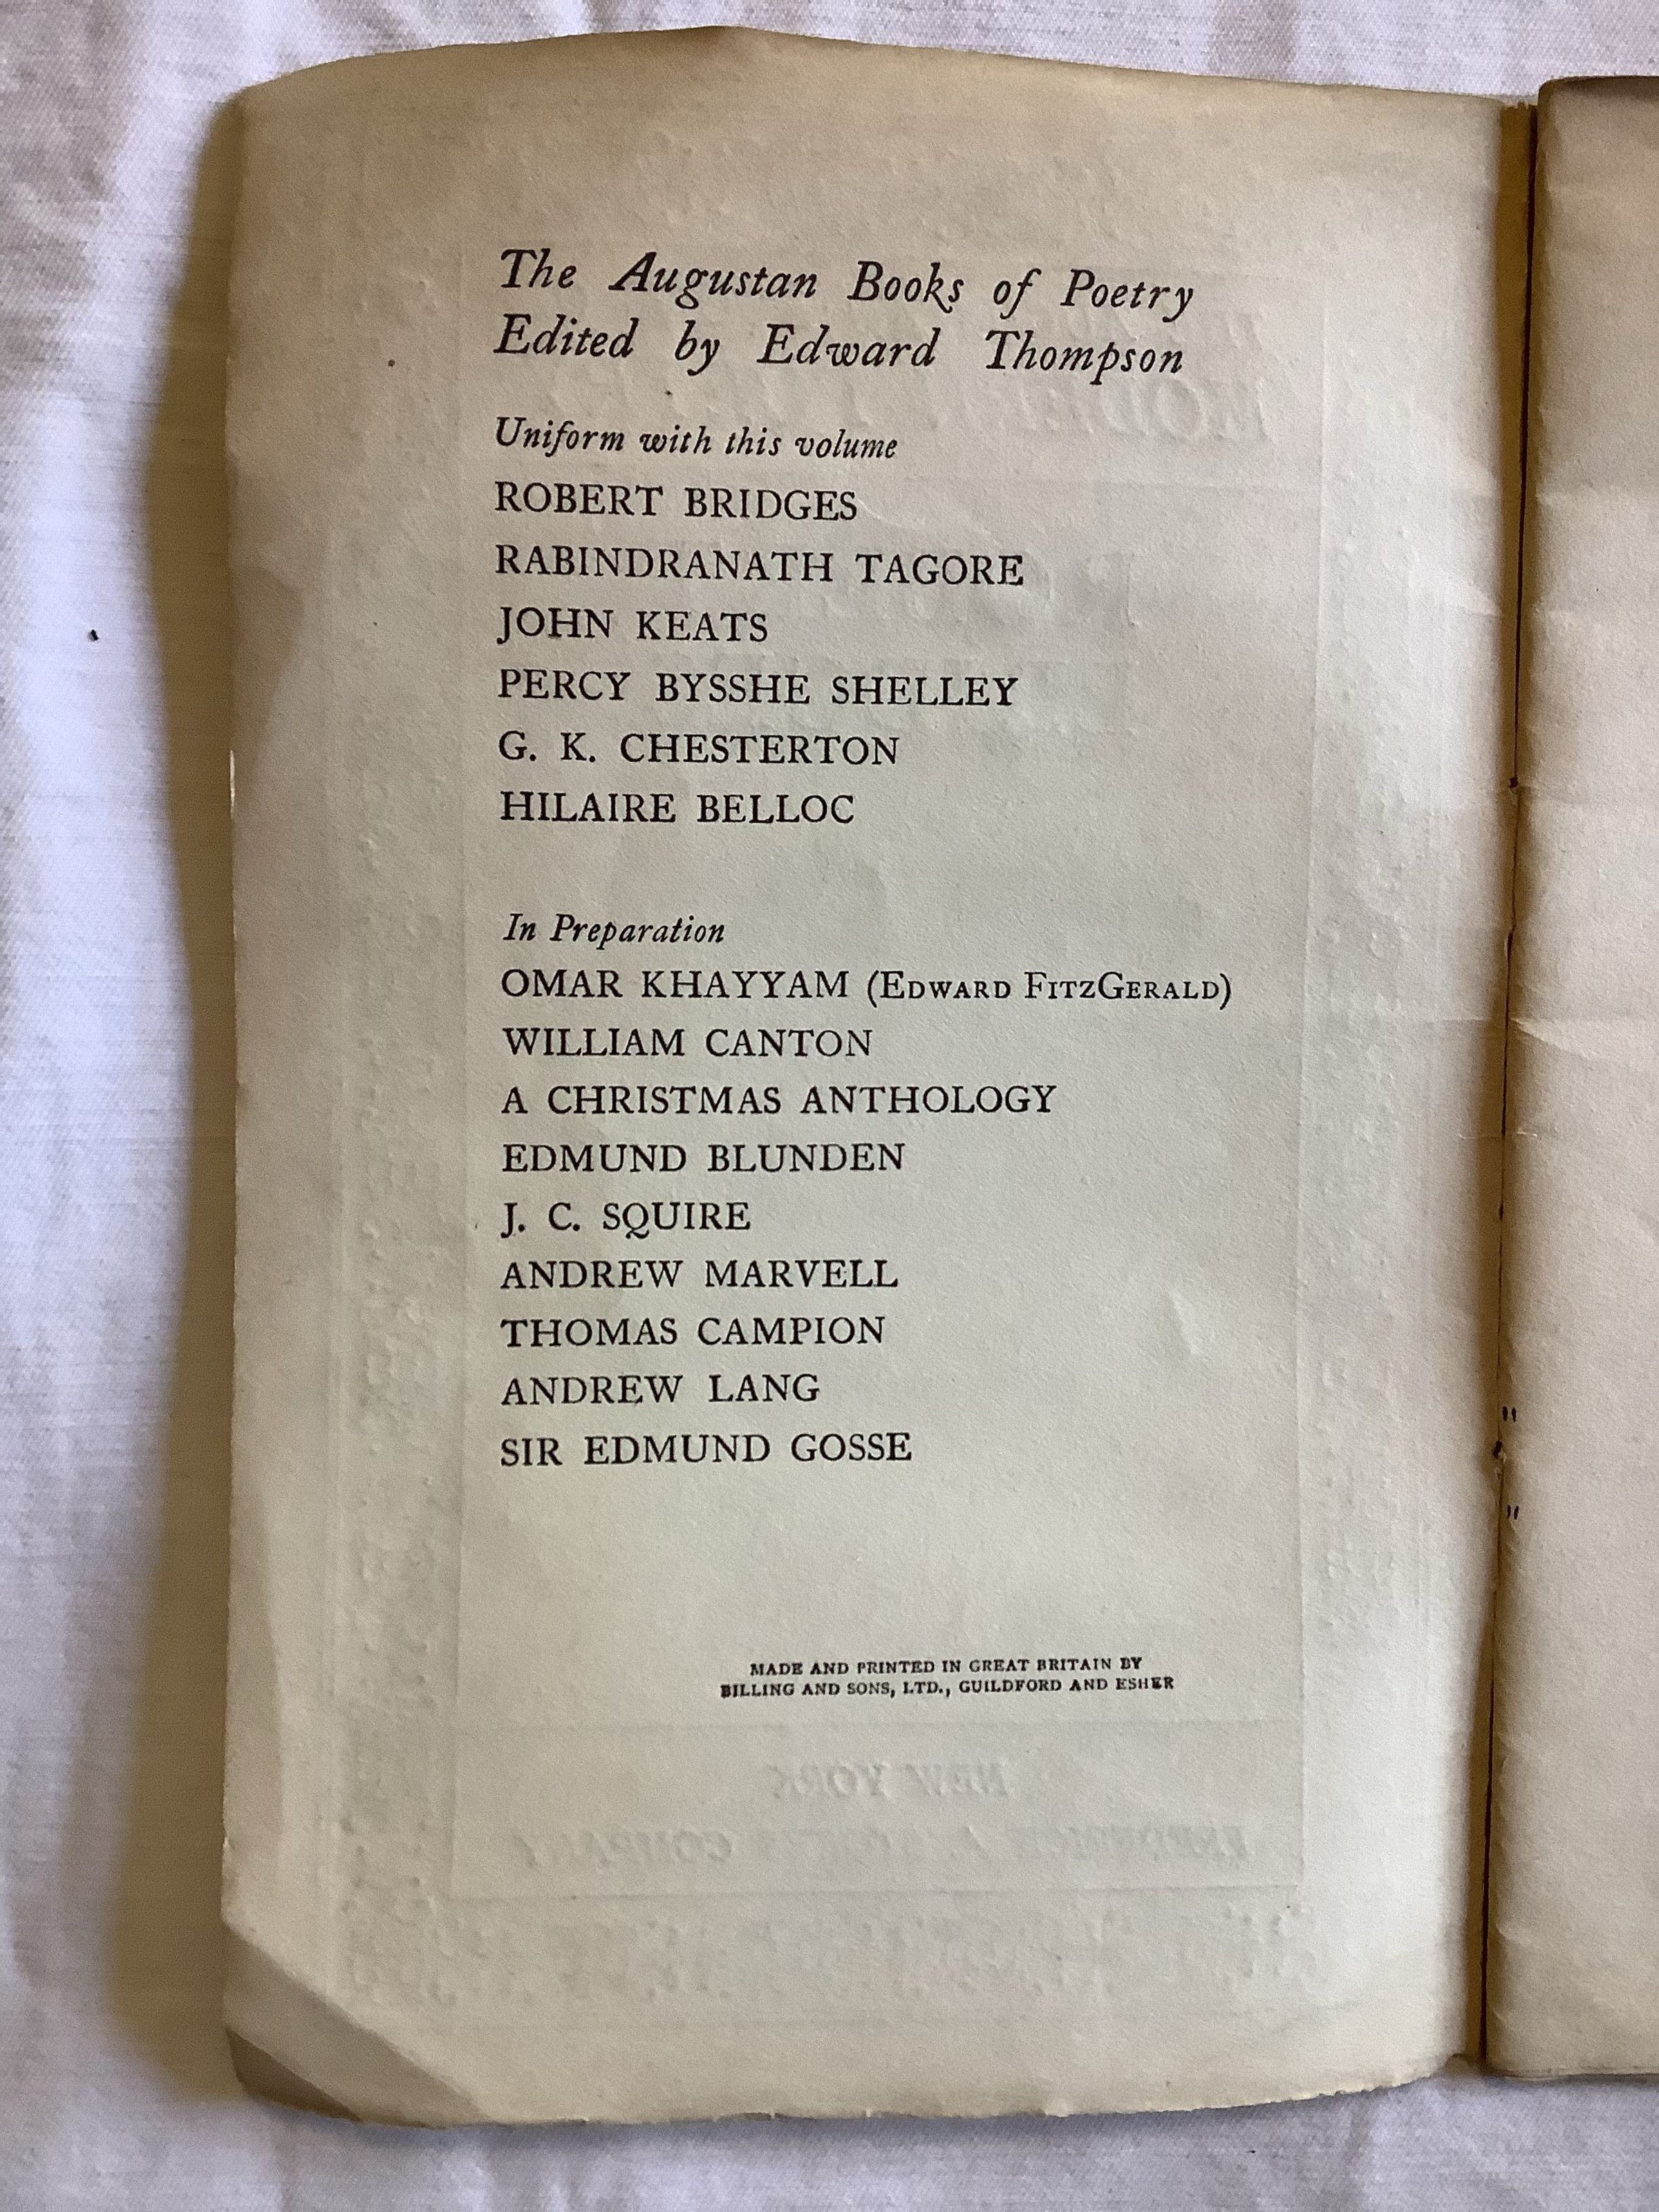 The Augustan Books of Poetry
Edited by Edward Thompson
Uniform with this volume
ROBERT BRIDGES
RABINDRANATH TAGORE
JOHN KEATS
PERCY BYSSHE SHELLEY
G. K. CHESTERTON
HILAIRE BELLOC
In Preparation
OMAR KHAYYAM (EDWARD FITZGERALD)
WILLIAM CANTON
A CHRISTMAS ANTHOLOGY
EDMUND BLUNDEN
J. C. SQUIRE
ANDREW MARVELL
THOMAS CAMPION
ANDREW LANG
SIR EDMUND GOSSE
MADE AND PRINTED IN GREAT BRITAIN BY
BILLING AND SONS, LTD., GUILDFORD AND ESHER
NEW YORK
COMPANY